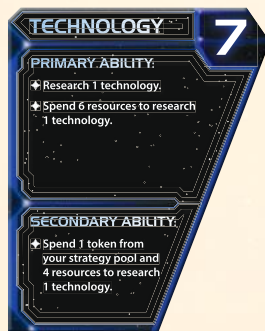 TECHNOLOGY 7
PRIMARY ABILITY:
Research 1 technology.
Spend 6 resources to research
1 technology.
SECONDARY ABILITY:
Spend 1 token from
your strategy pool and
4 resources to research
1 technology.